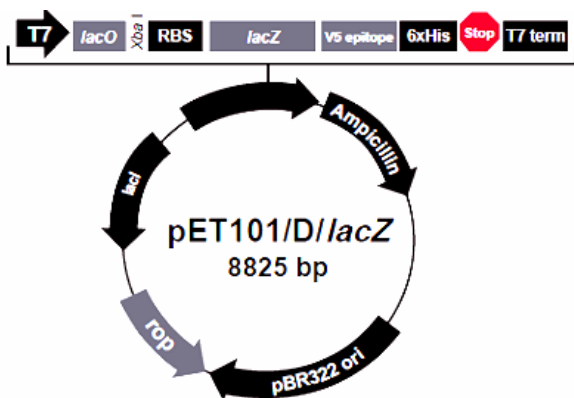 T7 lacO Xba I RBS lacZ V5 epitope 6xHis Stop T7 term
Ampicillin
lacI
pET101/D/lacZ
8825 bp
rop
pBR322 ori